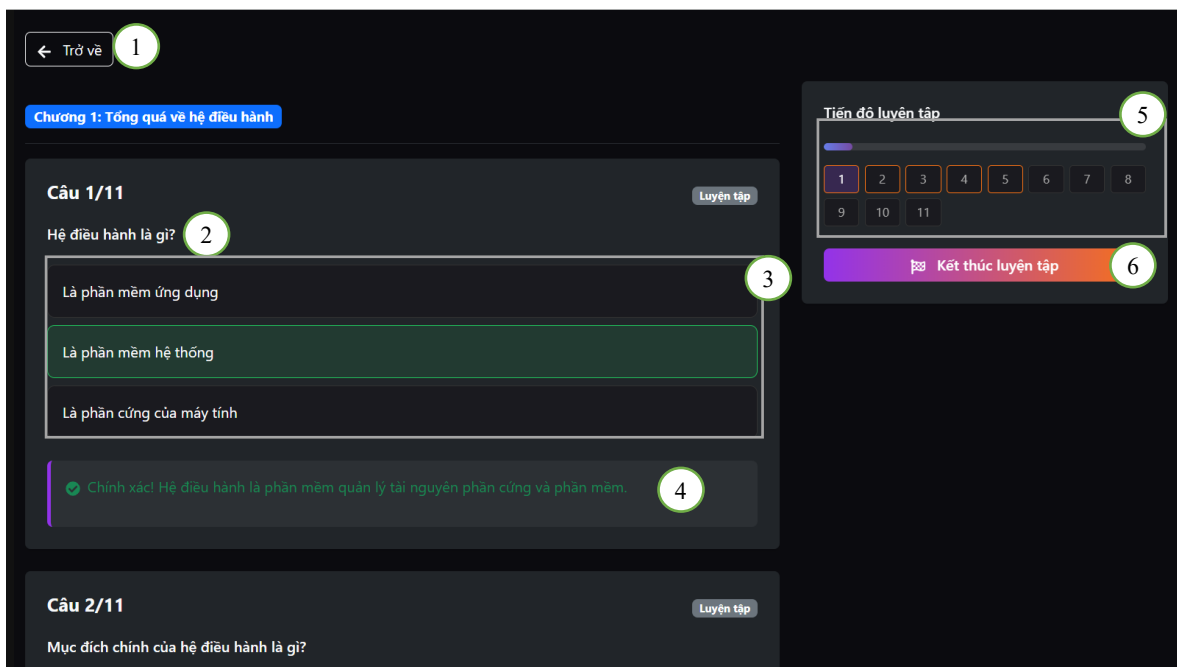 Trở về
1
Chương 1: Tổng quá về hệ điều hành
Câu 1/11
Luyện tập
Hệ điều hành là gì?
2
3
Là phần mềm ứng dụng
Là phần mềm hệ thống
Là phần cứng của máy tính
Chính xác! Hệ điều hành là phần mềm quản lý tài nguyên phần cứng và phần mềm.
4
Câu 2/11
Luyện tập
Mục đích chính của hệ điều hành là gì?
Tiến độ luyện tập
5
1 2 3 4 5 6 7 8
9 10 11
Kết thúc luyện tập
6